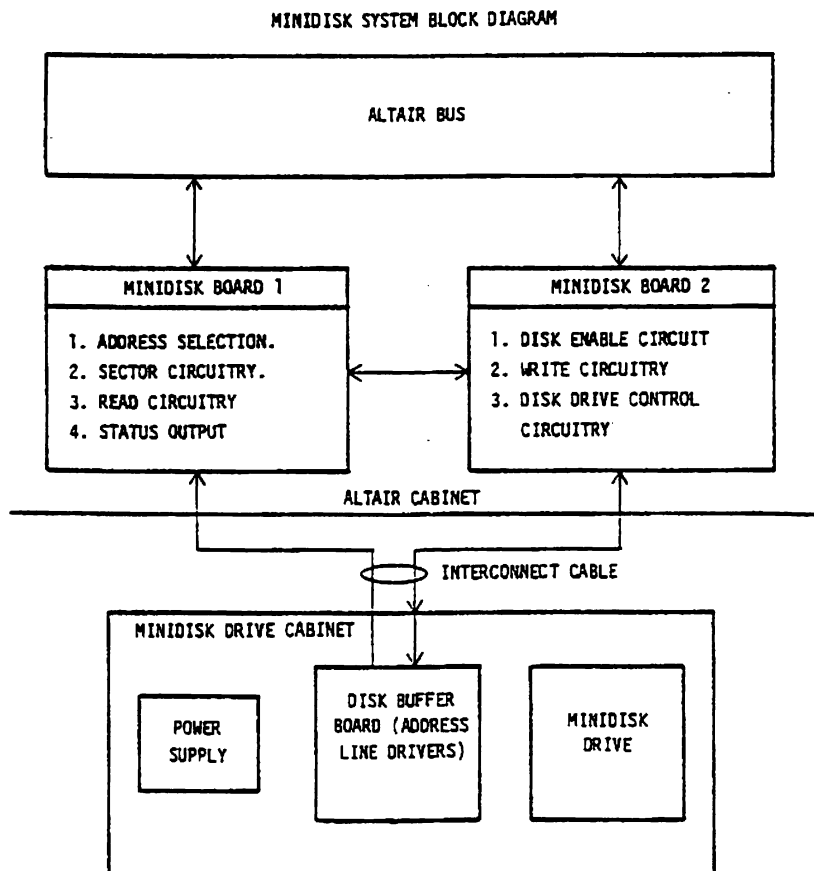 MINIDISK SYSTEM BLOCK DIAGRAM
ALTAIR BUS
MINIDISK BOARD 1
1. ADDRESS SELECTION.
2. SECTOR CIRCUITRY.
3. READ CIRCUITRY
4. STATUS OUTPUT
MINIDISK BOARD 2
1. DISK ENABLE CIRCUIT
2. WRITE CIRCUITRY
3. DISK DRIVE CONTROL
CIRCUITRY
ALTAIR CABINET
INTERCONNECT CABLE
MINIDISK DRIVE CABINET
POWER
SUPPLY
DISK BUFFER
BOARD (ADDRESS
LINE DRIVERS)
MINIDISK
DRIVE